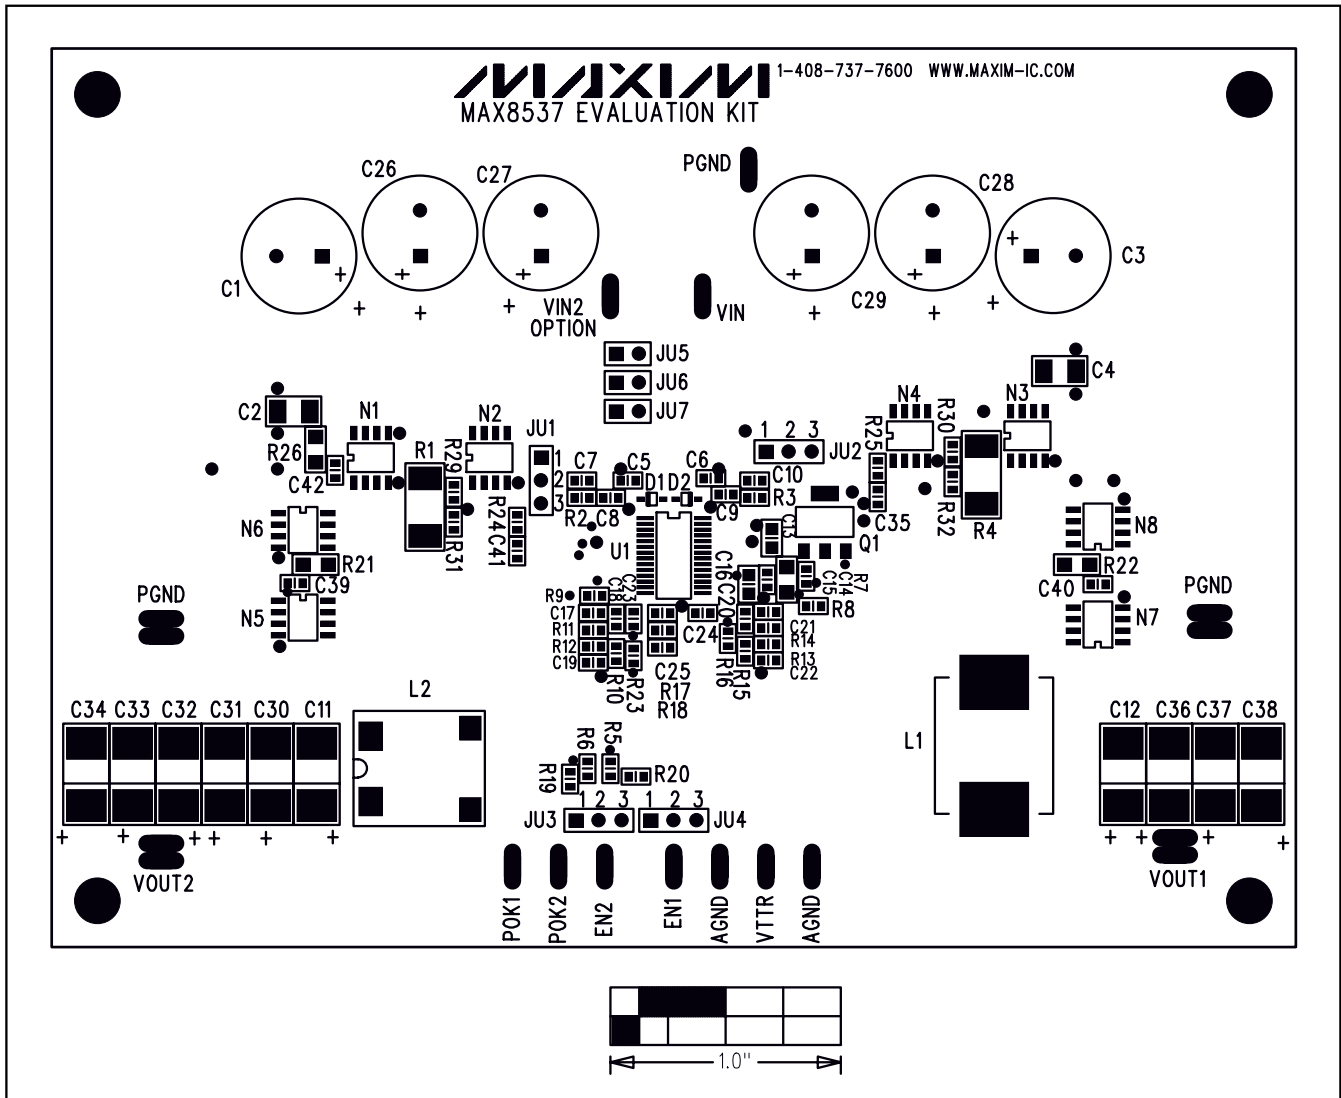 MAXIM 1-408-737-7600 WWW.MAXIM-IC.COM
MAX8537 EVALUATION KIT
PGND
C26
C27
C28
C1
C29
C3
VIN2
OPTION
VIN
JU5
JU6
JU7
C4
C2
N1
N2
JU1
1
2
3
1 2 3
JU2
N4
N3
R26
C42
R1
R29
R31
R24
C41
C7
C5
R2
C8
D1
D2
C6
C9
C10
R3
R25
C35
R30
R32
R4
N6
R21
C39
N5
PGND
U1
C13
Q1
N8
R22
C40
N7
PGND
R9
C18
C23
C16
C20
C15
C14
R7
R8
C17
R11
R12
C19
R10
R23
C24
C25
R17
R18
R16
R15
C21
R14
R13
C22
C34 C33 C32 C31 C30 C11
L2
L1
C12 C36 C37 C38
R19
R6
R5
R20
1 2 3
JU3
1 2 3
JU4
VOUT2
VOUT1
POK1
POK2
EN2
EN1
AGND
VTTR
AGND
1.0"